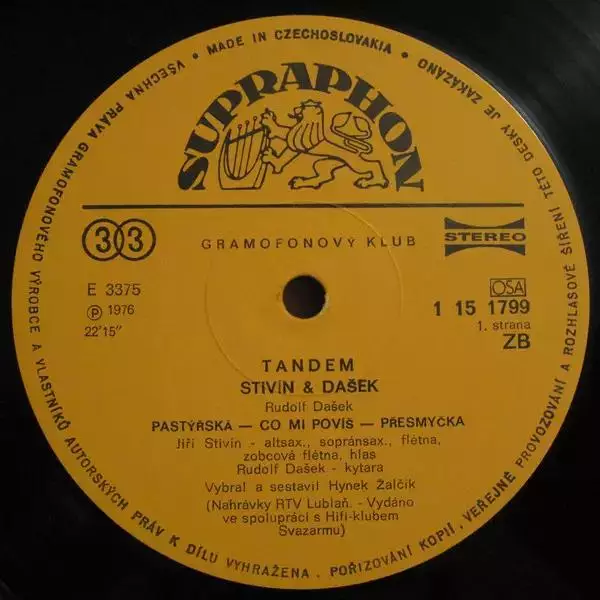 VŠECHNA PRÁVA GRAMOFONOVÉHO VÝROBCE A VLASTNÍKŮ AUTORSKÝCH PRÁV K DÍLU VYHRAŽENA. POŘIZOVÁNÍ KOPIÍ, VEŘEJNÉ PROVOZOVÁNÍ A ROZHLASOVÉ ŠÍŘENÍ TÉTO DESKY JE ZAKÁZÁNO
• MADE IN CZECHOSLOVAKIA •
SUPRAPHON
33
GRAMOFONOVÝ KLUB
STEREO
E 3375
Ⓟ 1976
22'15"
OSA
1 15 1799
1. strana
ZB
TANDEM
STIVÍN & DAŠEK
Rudolf Dašek
PASTÝŘSKÁ — CO MI POVÍŠ — PŘESMYČKA
Jiří Stivín - altsax., sopránsax., flétna,
zobcová flétna, hlas
Rudolf Dašek - kytara
Vybral a sestavil Hynek Žalčík
(Nahrávky RTV Lublaň. - Vydáno
ve spolupráci s Hifi-klubem
Svazarmu)